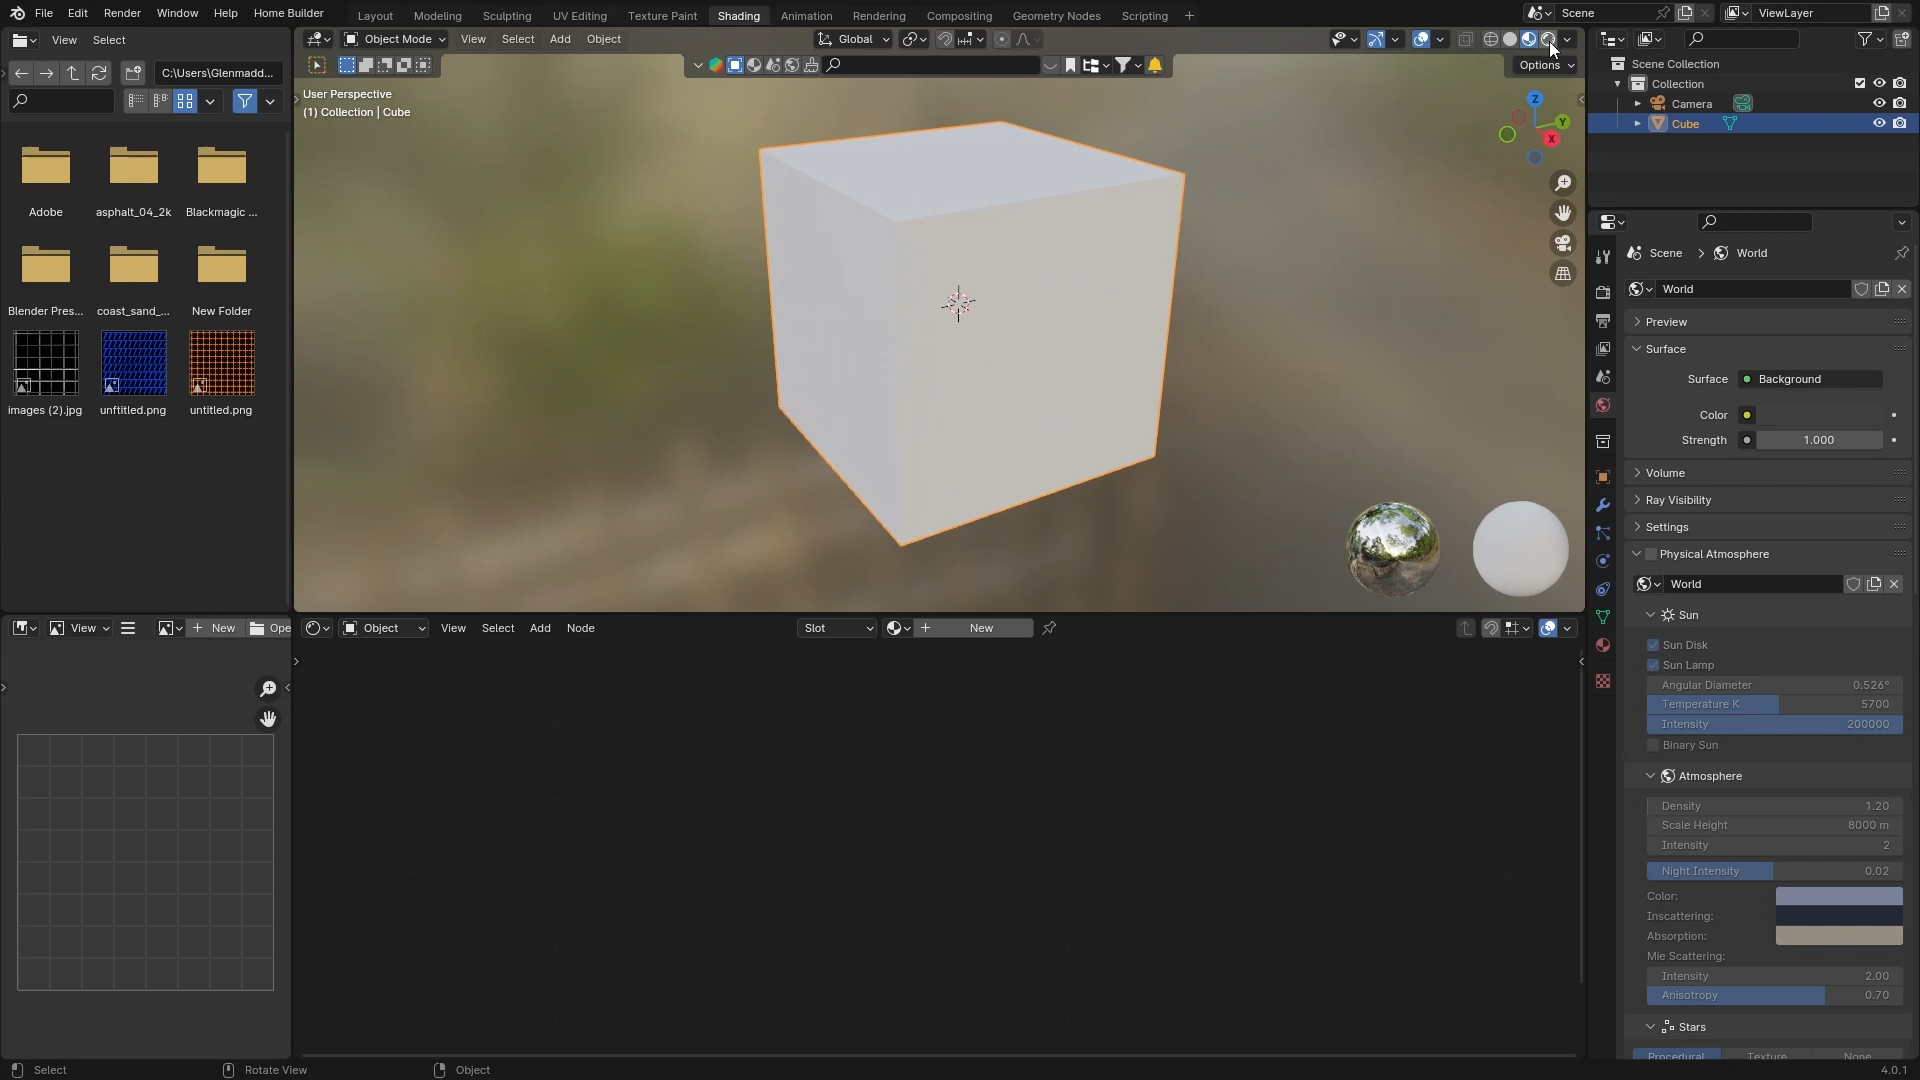 File Edit Render Window Help Home Builder
Layout Modeling Sculpting UV Editing Texture Paint Shading Animation Rendering Compositing Geometry Nodes Scripting +
Scene ViewLayer
View Select
C:\Users\Glenmadd...
Adobe asphalt_04_2k Blackmagic ...
Blender Pres... coast_sand_... New Folder
images (2).jpg unftitled.png untitled.png
Object Mode View Select Add Object Global
Options
User Perspective
(1) Collection | Cube
Z
Y
X
Scene Collection
Collection
Camera
Cube
Scene > World
World
Preview
Surface
Surface Background
Color
Strength 1.000
Volume
Ray Visibility
Settings
Physical Atmosphere
World
Sun
Sun Disk
Sun Lamp
Angular Diameter 0.526°
Temperature K 5700
Intensity 200000
Binary Sun
Atmosphere
Density 1.20
Scale Height 8000 m
Intensity 2
Night Intensity 0.02
Color:
Inscattering:
Absorption:
Mie Scattering:
Intensity 2.00
Anisotropy 0.70
Stars
Procedural Texture None
View + New Ope
Object View Select Add Node Slot + New
Select Rotate View Object
4.0.1